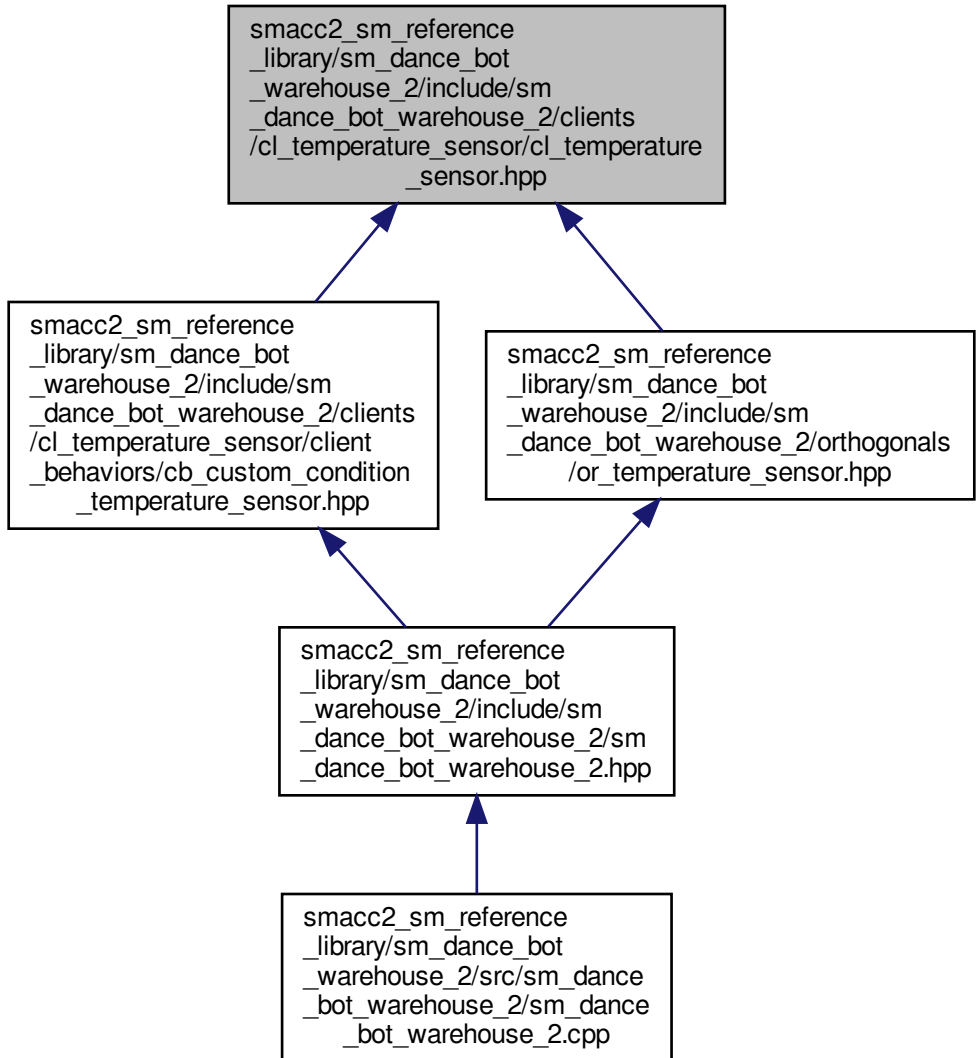 smacc2_sm_reference
_library/sm_dance_bot
_warehouse_2/include/sm
_dance_bot_warehouse_2/clients
/cl_temperature_sensor/cl_temperature
_sensor.hpp
smacc2_sm_reference
_library/sm_dance_bot
_warehouse_2/include/sm
_dance_bot_warehouse_2/clients
/cl_temperature_sensor/client
_behaviors/cb_custom_condition
_temperature_sensor.hpp
smacc2_sm_reference
_library/sm_dance_bot
_warehouse_2/include/sm
_dance_bot_warehouse_2/orthogonals
/or_temperature_sensor.hpp
smacc2_sm_reference
_library/sm_dance_bot
_warehouse_2/include/sm
_dance_bot_warehouse_2/sm
_dance_bot_warehouse_2.hpp
smacc2_sm_reference
_library/sm_dance_bot
_warehouse_2/src/sm_dance
_bot_warehouse_2/sm_dance
_bot_warehouse_2.cpp